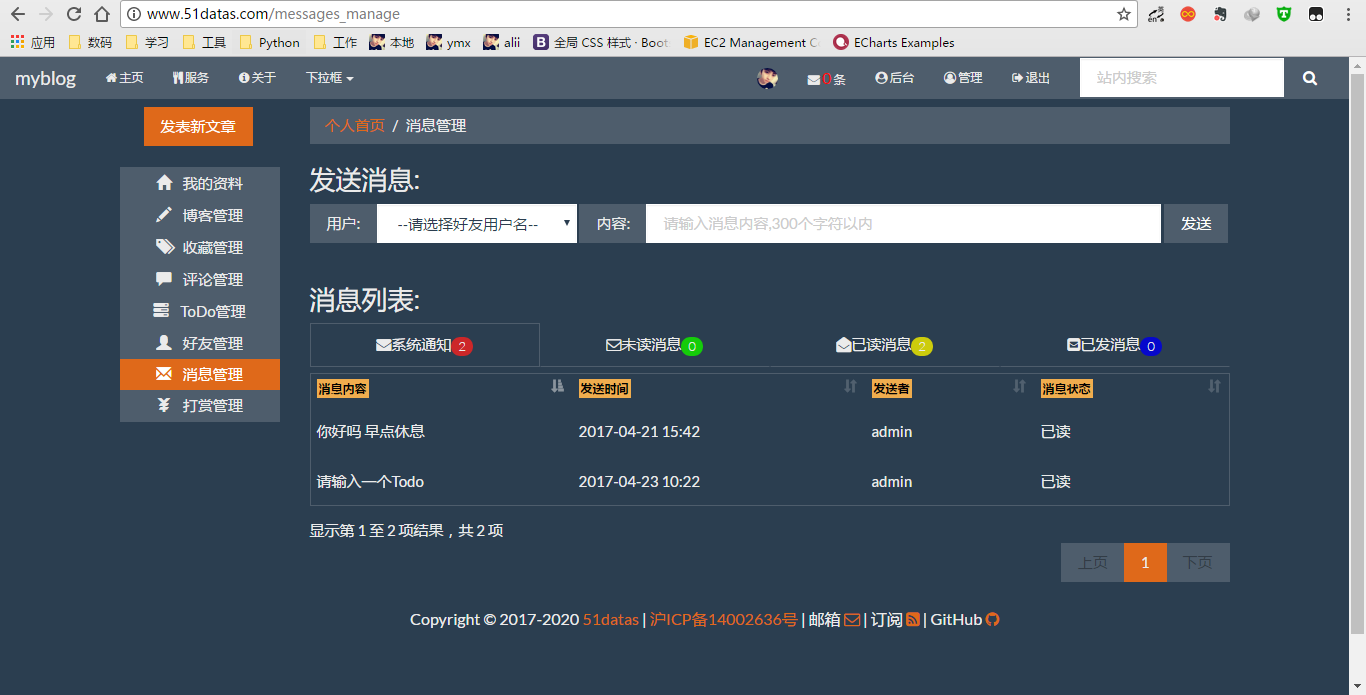 www.51datas.com/messages_manage
应用 数码 学习 工具 Python 工作 本地 ymx alii 全局 CSS 样式 · Boot EC2 Management C ECharts Examples
myblog 主页 服务 关于 下拉框 0条 后台 管理 退出 站内搜索
发表新文章
个人首页 / 消息管理
我的资料
博客管理
收藏管理
评论管理
ToDo管理
好友管理
消息管理
打赏管理
发送消息:
用户: --请选择好友用户名-- 内容: 请输入消息内容,300个字符以内 发送
消息列表:
系统通知 2 未读消息 0 已读消息 2 已发消息 0
消息内容 发送时间 发送者 消息状态
你好吗 早点休息 2017-04-21 15:42 admin 已读
请输入一个Todo 2017-04-23 10:22 admin 已读
显示第 1 至 2 项结果，共 2 项
上页 1 下页
Copyright © 2017-2020 51datas | 沪ICP备14002636号 | 邮箱 | 订阅 | GitHub